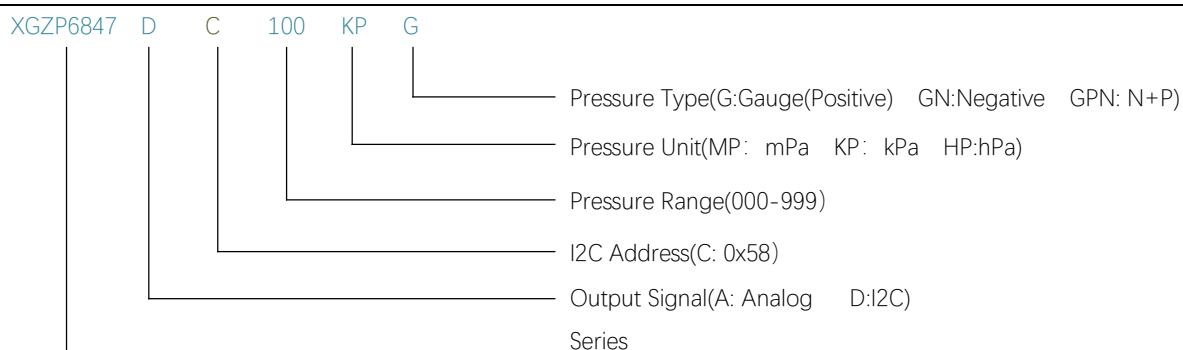 XGZP6847 D C 100 KP G
Pressure Type(G:Gauge(Positive) GN:Negative GPN: N+P)
Pressure Unit(MP: mPa KP: kPa HP:hPa)
Pressure Range(000-999)
I2C Address(C: 0x58)
Output Signal(A: Analog D:I2C)
Series